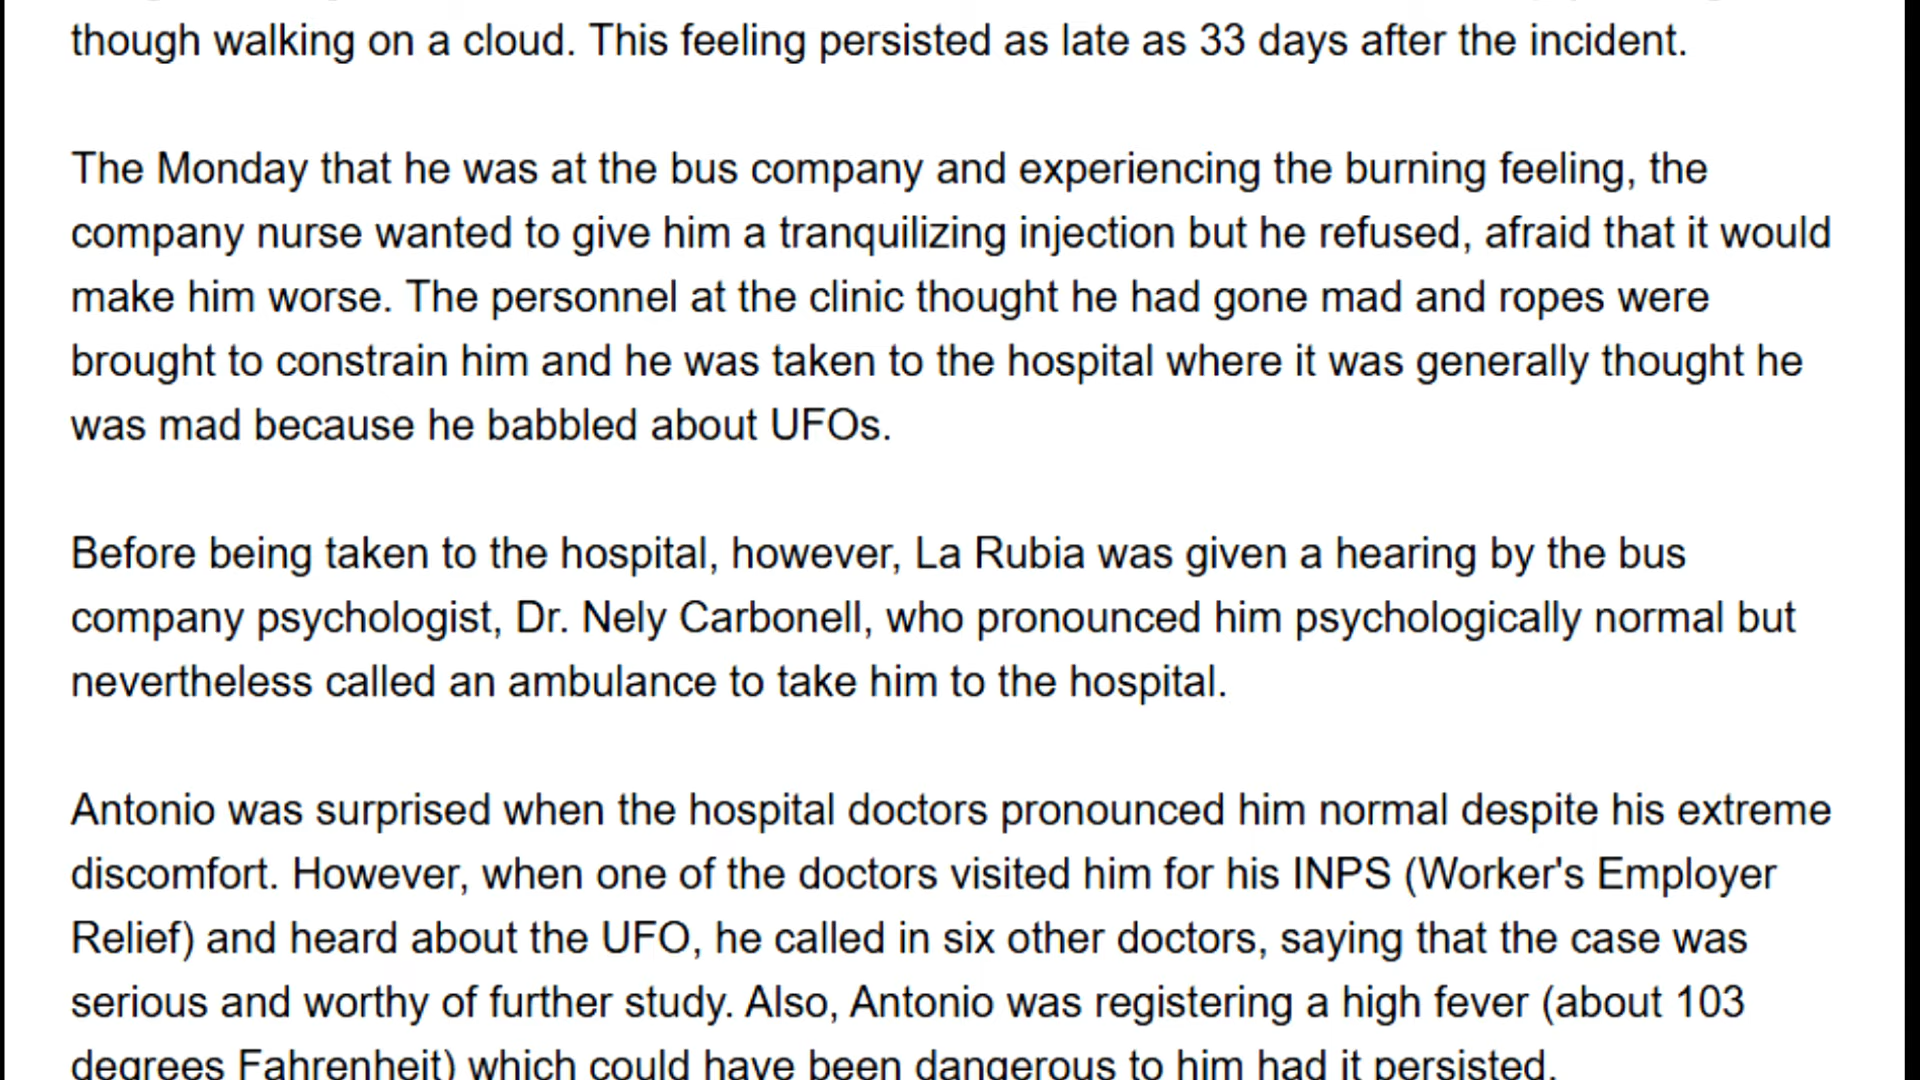 though walking on a cloud. This feeling persisted as late as 33 days after the incident.
The Monday that he was at the bus company and experiencing the burning feeling, the
company nurse wanted to give him a tranquilizing injection but he refused, afraid that it would
make him worse. The personnel at the clinic thought he had gone mad and ropes were
brought to constrain him and he was taken to the hospital where it was generally thought he
was mad because he babbled about UFOs.
Before being taken to the hospital, however, La Rubia was given a hearing by the bus
company psychologist, Dr. Nely Carbonell, who pronounced him psychologically normal but
nevertheless called an ambulance to take him to the hospital.
Antonio was surprised when the hospital doctors pronounced him normal despite his extreme
discomfort. However, when one of the doctors visited him for his INPS (Worker's Employer
Relief) and heard about the UFO, he called in six other doctors, saying that the case was
serious and worthy of further study. Also, Antonio was registering a high fever (about 103
degrees Fahrenheit) which could have been dangerous to him had it persisted.